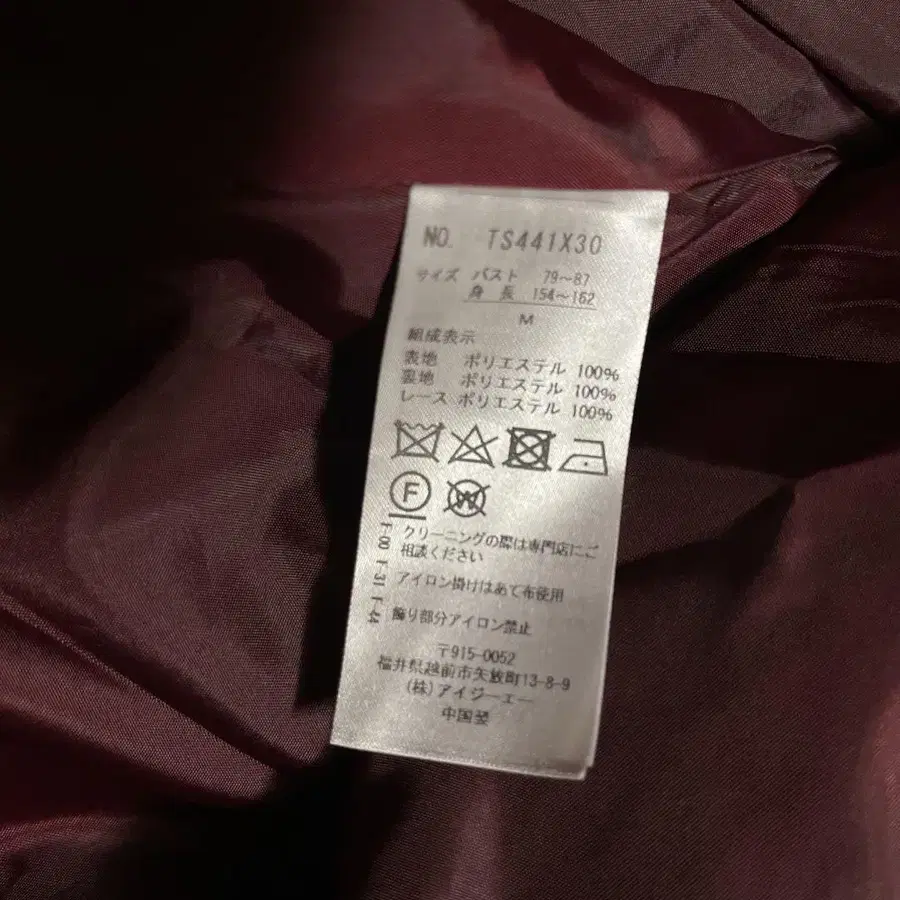 NO. TS441X30
サイズ バスト 79~87
身長 154~162
M
組成表示
表地 ポリエステル 100%
裏地 ポリエステル 100%
レース ポリエステル 100%
F W
クリーニングの際は専門店にご
相談ください
アイロン掛けはあて布使用
飾り部分アイロン禁止
F-00 F-31 F-44
〒915-0052
福井県越前市矢放町13-8-9
(株)アイジーエー
中国製